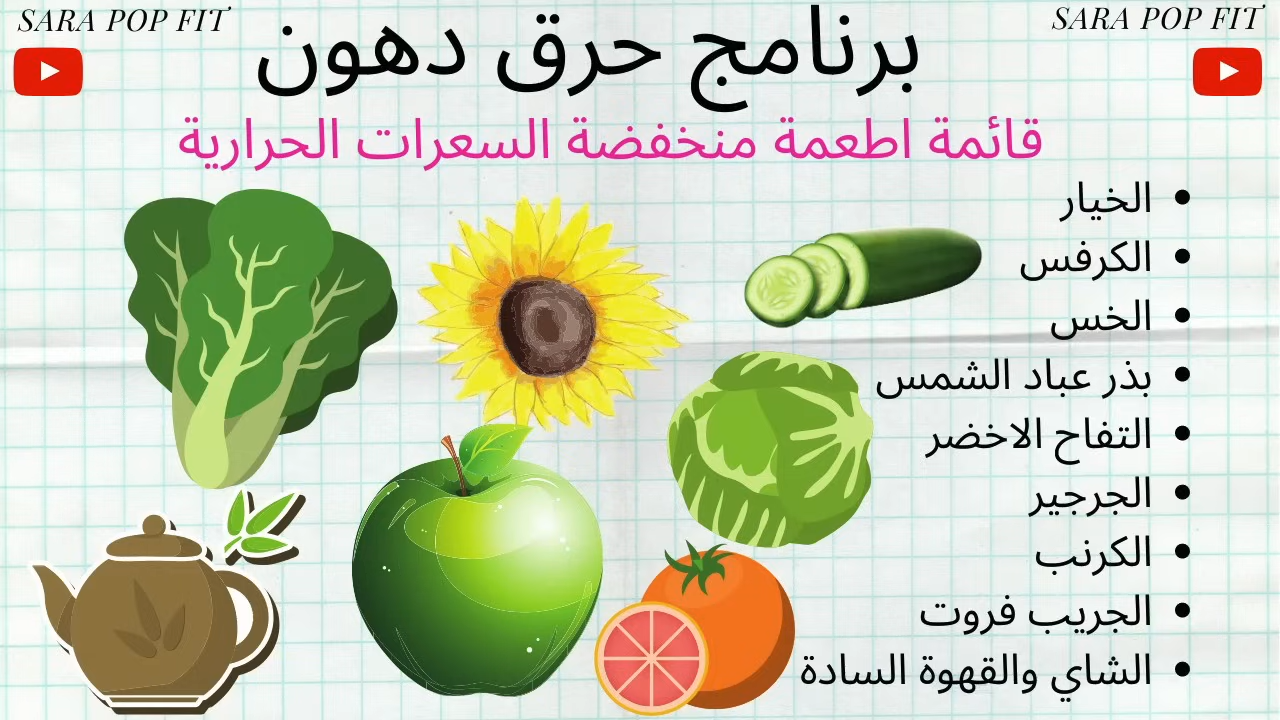 SARA POP FIT
SARA POP FIT
برنامج حرق دهون
قائمة اطعمة منخفضة السعرات الحرارية
الخيار
الكرفس
الخس
بذر عباد الشمس
التفاح الاخضر
الجرجير
الكرنب
الجريب فروت
الشاي والقهوة السادة